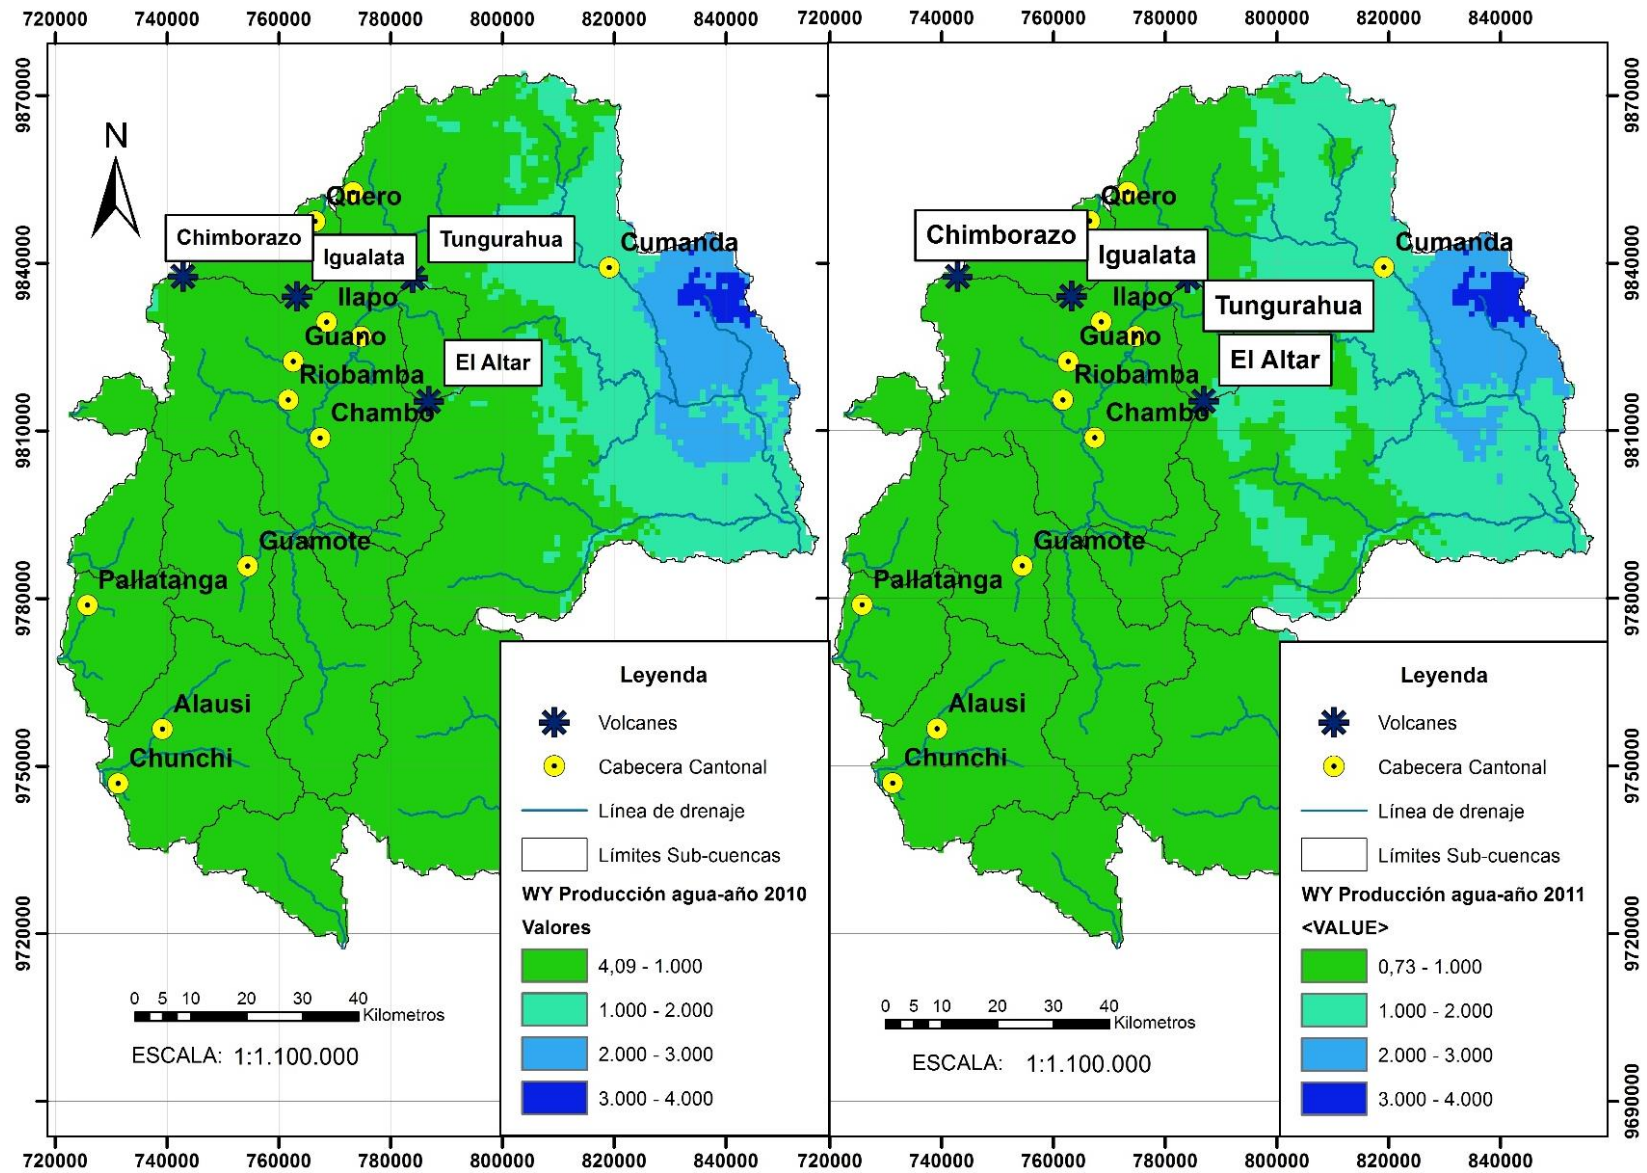 720000 740000 760000 780000 800000 820000 840000 720000 740000 760000 780000 800000 820000 840000
9870000
9840000
9810000
9780000
9750000
9720000
N
Quero
Chimborazo
Igualata
Tungurahua
Cumanda
Ilapo
Guano
El Altar
Riobamba
Chambo
Guamote
Pallatanga
Alausi
Chunchi
0 5 10 20 30 40
Kilometros
ESCALA: 1:1.100.000
Leyenda
Volcanes
Cabecera Cantonal
Línea de drenaje
Límites Sub-cuencas
WY Producción agua-año 2010
Valores
4,09 - 1.000
1.000 - 2.000
2.000 - 3.000
3.000 - 4.000
Quero
Chimborazo
Igualata
Cumanda
Ilapo
Tungurahua
Guano
El Altar
Riobamba
Chambo
Guamote
Pallatanga
Alausi
Chunchi
0 5 10 20 30 40
Kilometros
ESCALA: 1:1.100.000
Leyenda
Volcanes
Cabecera Cantonal
Línea de drenaje
Límites Sub-cuencas
WY Producción agua-año 2011
<VALUE>
0,73 - 1.000
1.000 - 2.000
2.000 - 3.000
3.000 - 4.000
9870000
9840000
9810000
9780000
9750000
9720000
9690000
720000 740000 760000 780000 800000 820000 840000 720000 740000 760000 780000 800000 820000 840000